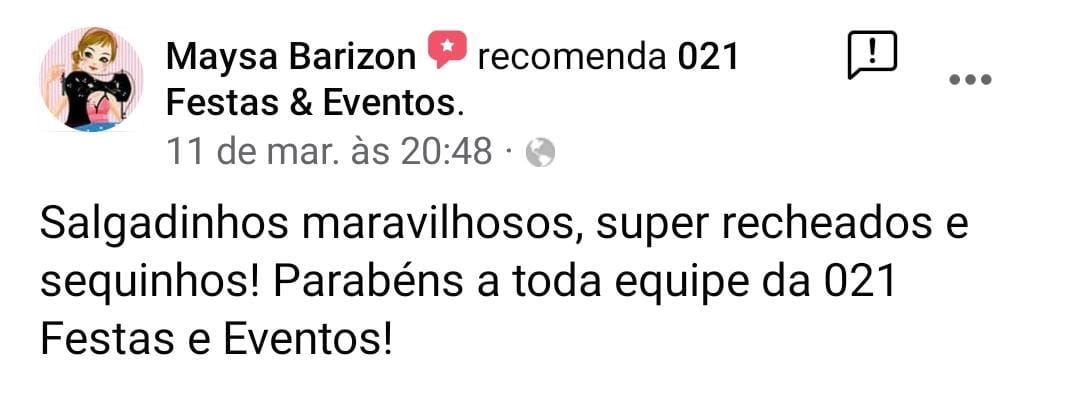 Maysa Barizon recomenda 021
Festas & Eventos.
11 de mar. às 20:48 ·
Salgadinhos maravilhosos, super recheados e
sequinhos! Parabéns a toda equipe da 021
Festas e Eventos!